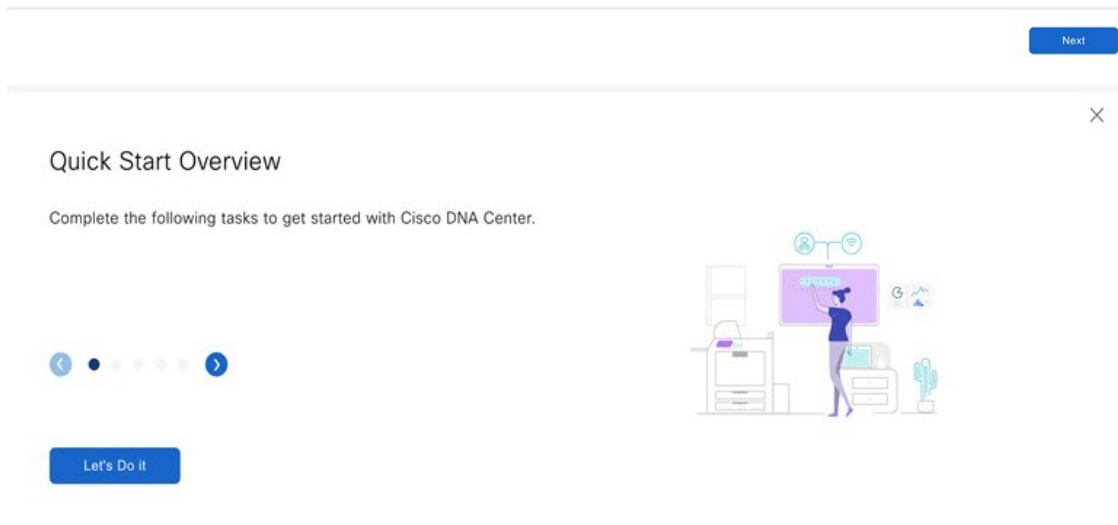 Next
Quick Start Overview
Complete the following tasks to get started with Cisco DNA Center.
Let's Do it